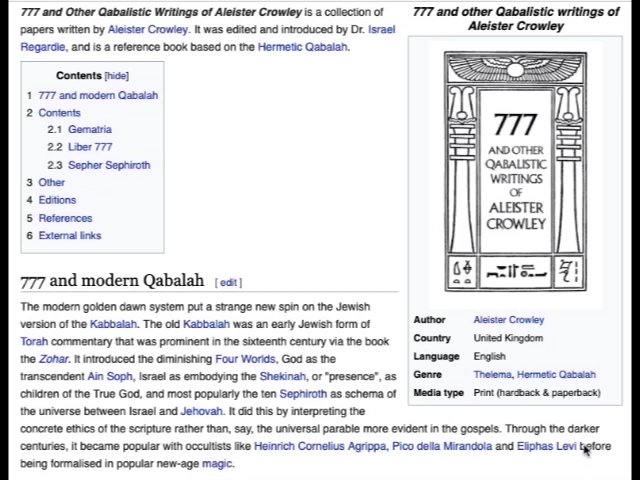 777 and Other Qabalistic Writings of Aleister Crowley is a collection of
papers written by Aleister Crowley. It was edited and introduced by Dr. Israel
Regardie, and is a reference book based on the Hermetic Qabalah.
Contents [hide]
1 777 and modern Qabalah
2 Contents
2.1 Gematria
2.2 Liber 777
2.3 Sepher Sephiroth
3 Other
4 Editions
5 References
6 External links
777 and modern Qabalah [ edit ]
The modern golden dawn system put a strange new spin on the Jewish
version of the Kabbalah. The old Kabbalah was an early Jewish form of
Torah commentary that was prominent in the sixteenth century via the book
the Zohar. It introduced the diminishing Four Worlds, God as the
transcendent Ain Soph, Israel as embodying the Shekinah, or "presence", as
children of the True God, and most popularly the ten Sephiroth as schema of
the universe between Israel and Jehovah. It did this by interpreting the
concrete ethics of the scripture rather than, say, the universal parable more evident in the gospels. Through the darker
centuries, it became popular with occultists like Heinrich Cornelius Agrippa, Pico della Mirandola and Eliphas Levi before
being formalised in popular new-age magic.
777 and other Qabalistic writings of
Aleister Crowley
777
AND OTHER
QABALISTIC
WRITINGS
OF
ALEISTER
CROWLEY
Author Aleister Crowley
Country United Kingdom
Language English
Genre Thelema, Hermetic Qabalah
Media type Print (hardback & paperback)